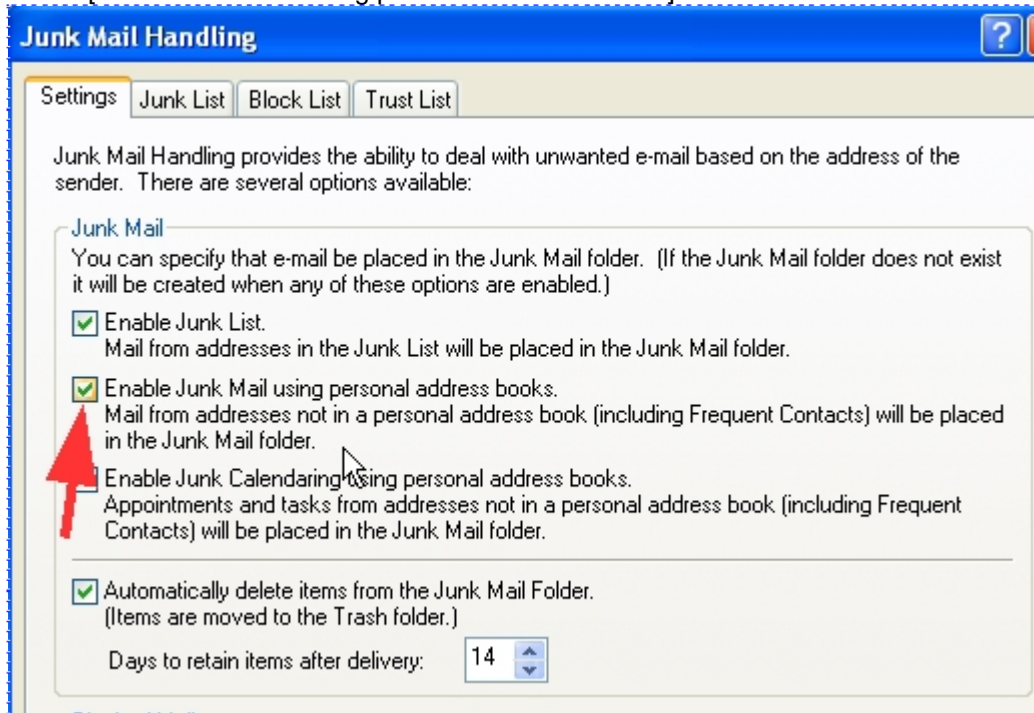 Junk Mail Handling
Settings Junk List Block List Trust List
Junk Mail Handling provides the ability to deal with unwanted e-mail based on the address of the
sender. There are several options available:
Junk Mail
You can specify that e-mail be placed in the Junk Mail folder. (If the Junk Mail folder does not exist
it will be created when any of these options are enabled.)
Enable Junk List.
Mail from addresses in the Junk List will be placed in the Junk Mail folder.
Enable Junk Mail using personal address books.
Mail from addresses not in a personal address book (including Frequent Contacts) will be placed
in the Junk Mail folder.
Enable Junk Calendaring using personal address books.
Appointments and tasks from addresses not in a personal address book (including Frequent
Contacts) will be placed in the Junk Mail folder.
Automatically delete items from the Junk Mail Folder.
(Items are moved to the Trash folder.)
Days to retain items after delivery: 14